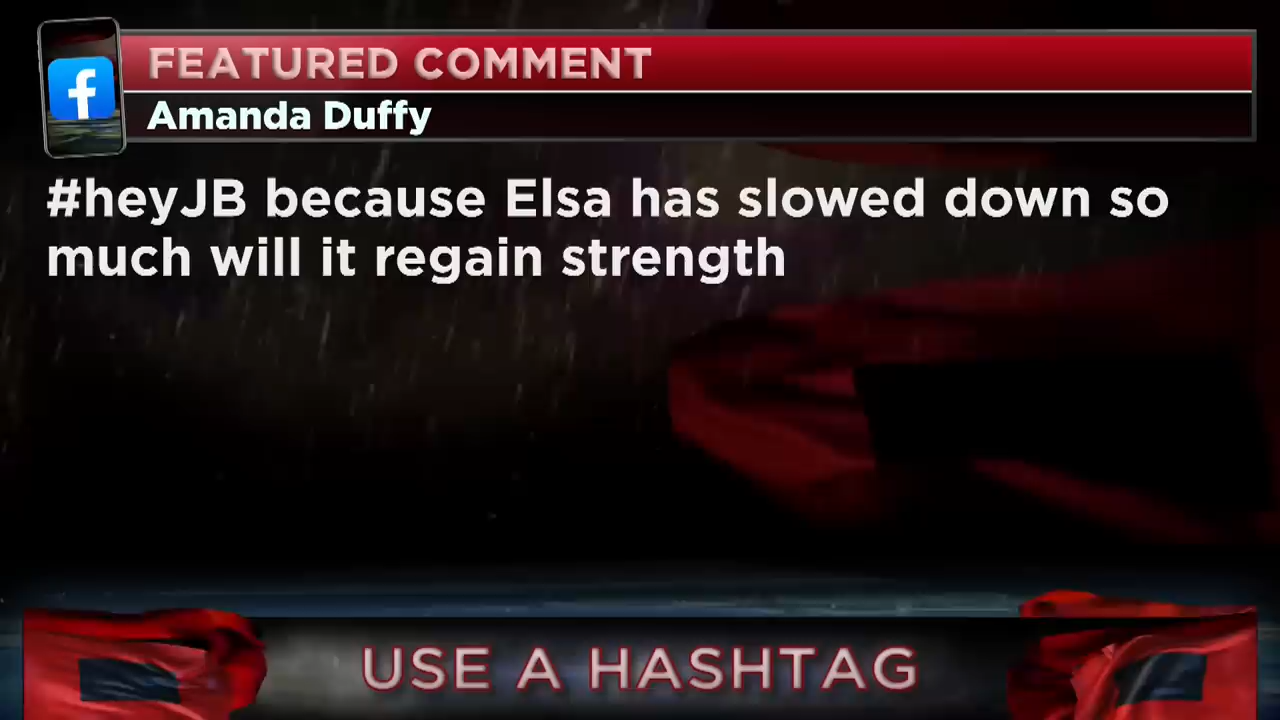 FEATURED COMMENT
Amanda Duffy
#heyJB because Elsa has slowed down so
much will it regain strength
USE A HASHTAG